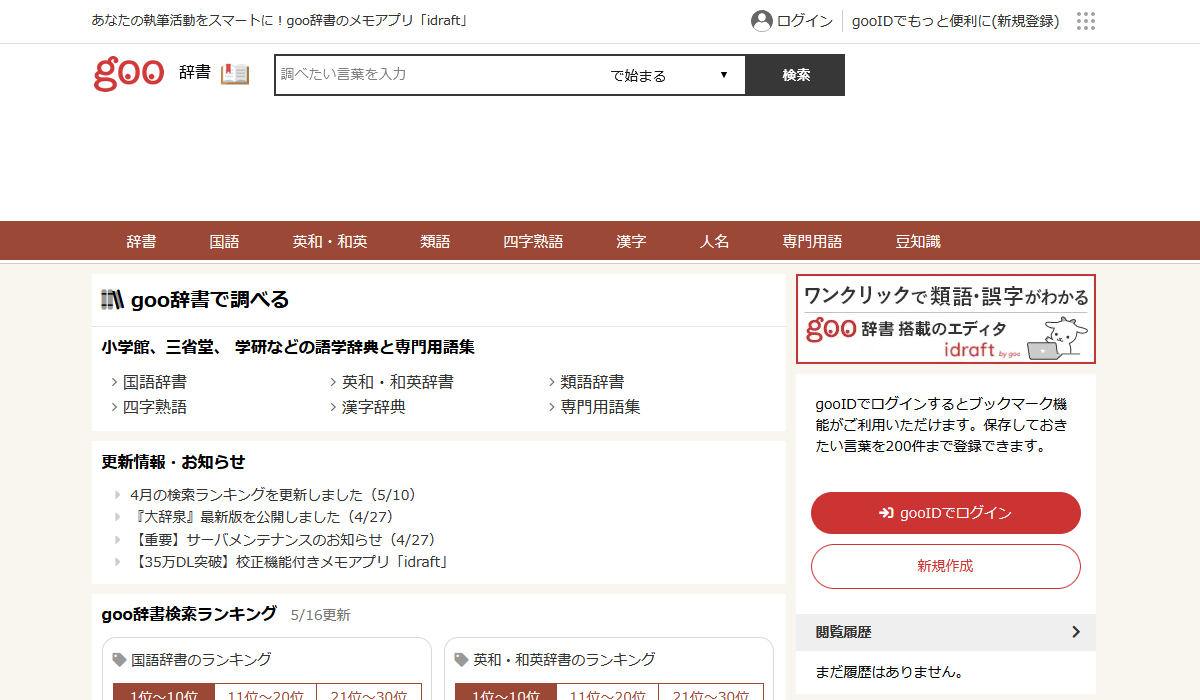 あなたの執筆活動をスマートに！goo辞書のメモアプリ「idraft」
ログイン
gooIDでもっと便利に(新規登録)
goo 辞書
調べたい言葉を入力
で始まる ▼
検索
辞書 国語 英和・和英 類語 四字熟語 漢字 人名 専門用語 豆知識
goo辞書で調べる
小学館、三省堂、 学研などの語学辞典と専門用語集
国語辞書 英和・和英辞書 類語辞書
四字熟語 漢字辞典 専門用語集
更新情報・お知らせ
4月の検索ランキングを更新しました（5/10）
『大辞泉』最新版を公開しました（4/27）
【重要】サーバメンテナンスのお知らせ（4/27）
【35万DL突破】校正機能付きメモアプリ「idraft」
goo辞書検索ランキング 5/16更新
国語辞書のランキング
1位～10位 11位～20位 21位～30位
英和・和英辞書のランキング
1位～10位 11位～20位 21位～30位
ワンクリックで類語・誤字がわかる
goo 辞書 搭載のエディタ
idraft by goo
gooIDでログインするとブックマーク機
能がご利用いただけます。保存しておき
たい言葉を200件まで登録できます。
gooIDでログイン
新規作成
閲覧履歴
まだ履歴はありません。